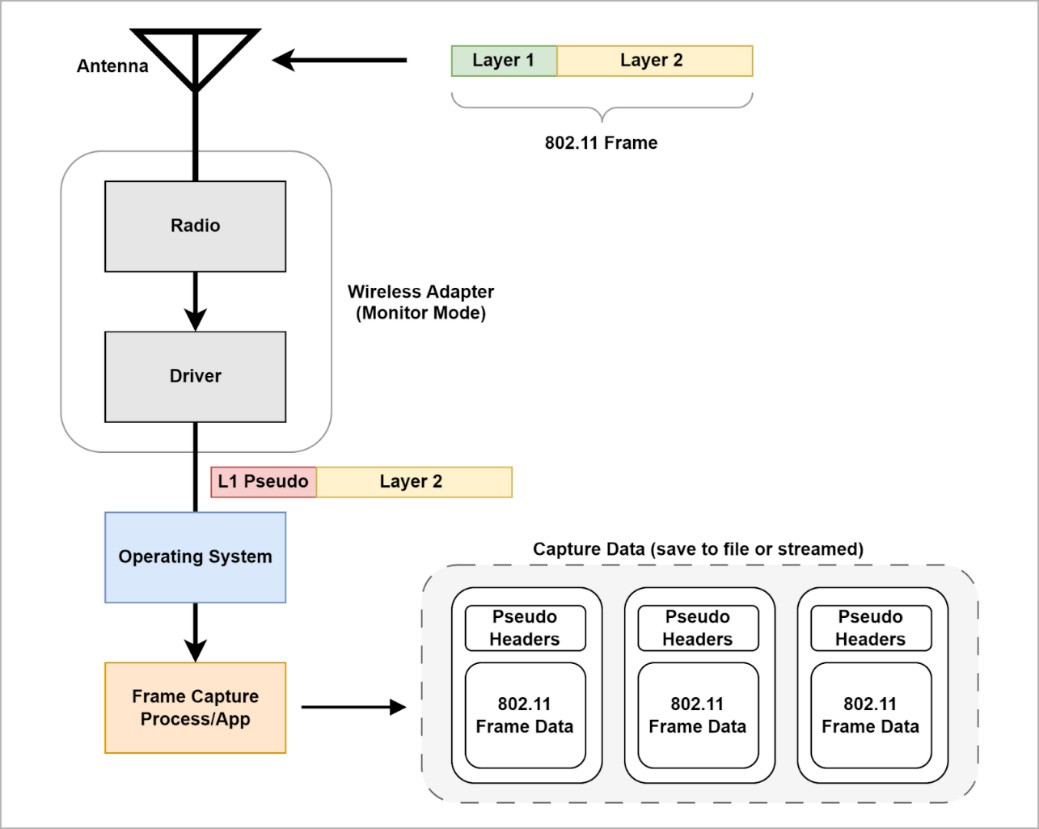 Antenna
Layer 1
Layer 2
802.11 Frame
Radio
Wireless Adapter
(Monitor Mode)
Driver
L1 Pseudo
Layer 2
Operating System
Capture Data (save to file or streamed)
Pseudo
Headers
802.11
Frame Data
Pseudo
Headers
802.11
Frame Data
Pseudo
Headers
802.11
Frame Data
Frame Capture
Process/App